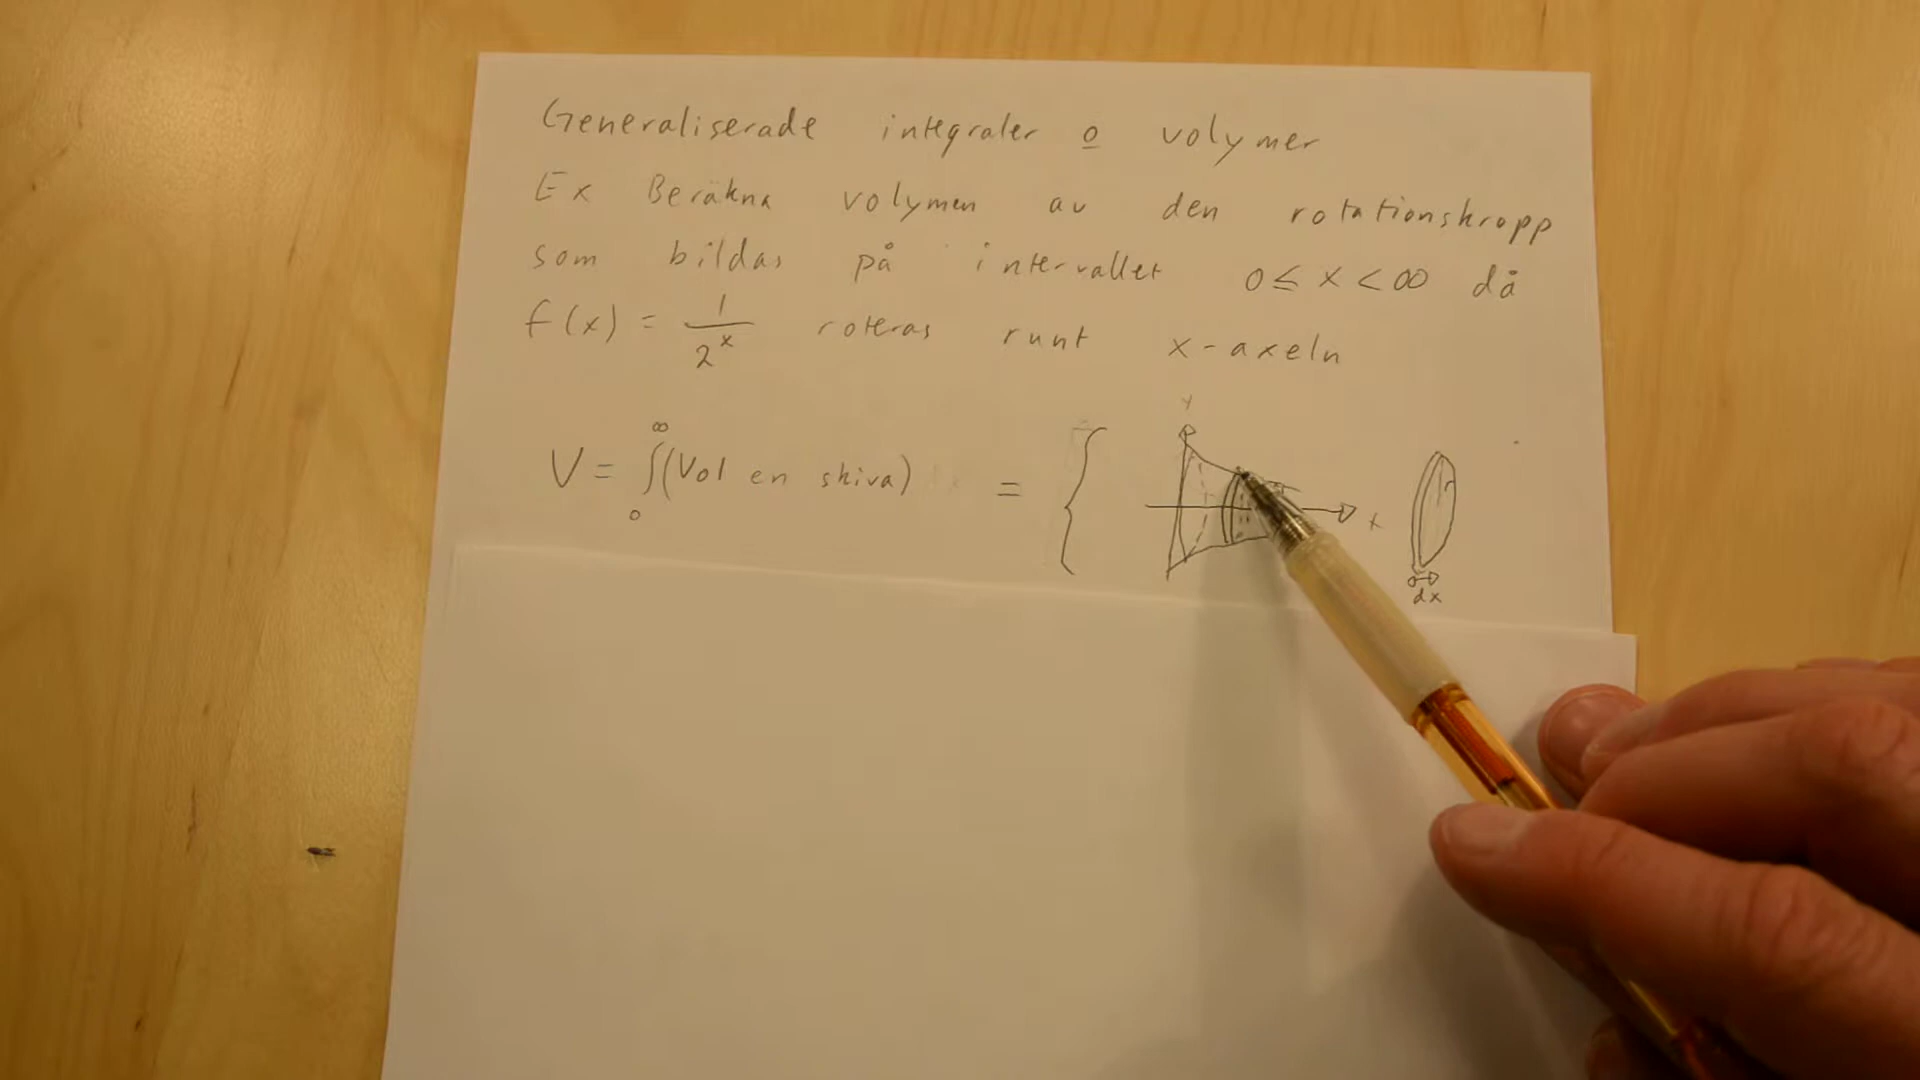 Generaliserade integraler o volymer
Ex Beräkna volymen av den rotationskropp
som bildas på intervallet 0 ≤ x < ∞ då
f(x) = 1/2^x roteras runt x-axeln
V = ∫₀^∞ (Vol en skiva) = {
y
x
dx